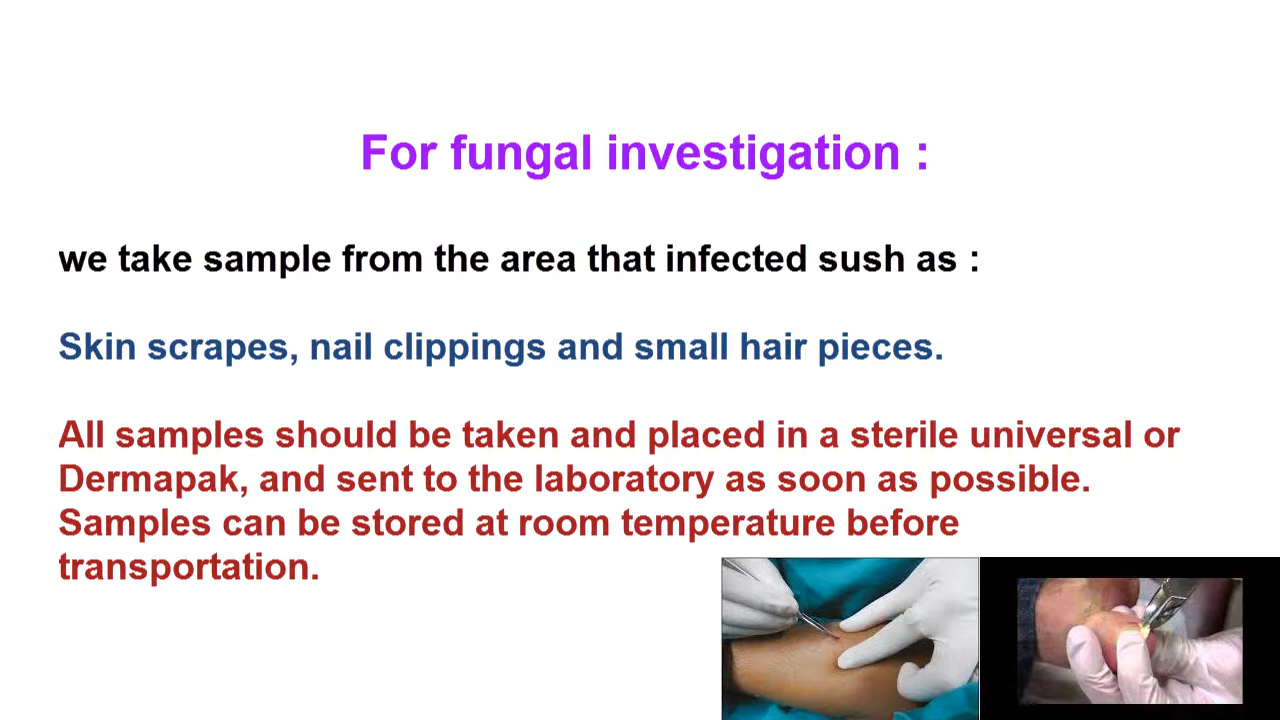 For fungal investigation :
we take sample from the area that infected sush as :
Skin scrapes, nail clippings and small hair pieces.
All samples should be taken and placed in a sterile universal or
Dermapak, and sent to the laboratory as soon as possible.
Samples can be stored at room temperature before
transportation.